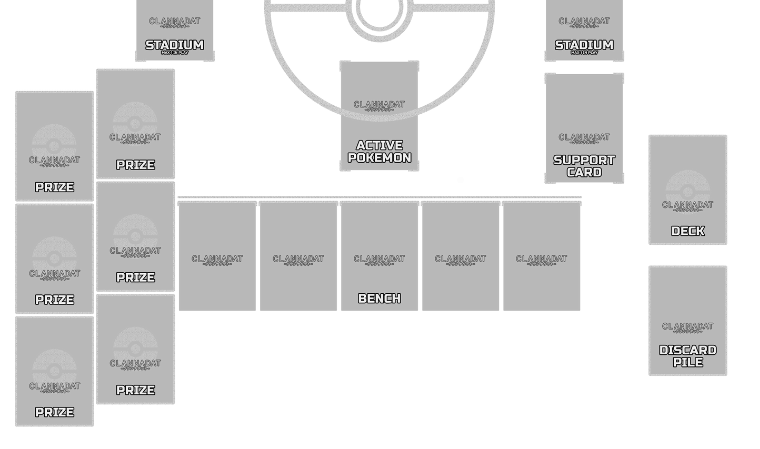 CLANNADAT
STADIUM
CLANNADAT
STADIUM
CLANNADAT
ACTIVE
POKEMON
CLANNADAT
SUPPORT
CARD
CLANNADAT
PRIZE
CLANNADAT
PRIZE
CLANNADAT
PRIZE
CLANNADAT
PRIZE
CLANNADAT
PRIZE
CLANNADAT
PRIZE
CLANNADAT
CLANNADAT
CLANNADAT
CLANNADAT
CLANNADAT
BENCH
CLANNADAT
DECK
CLANNADAT
DISCARD
PILE